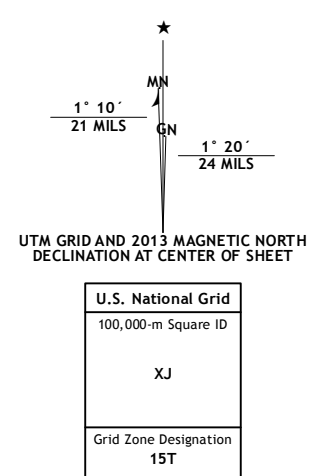 ★
MN
1° 10´
21 MILS
GN
1° 20´
24 MILS
UTM GRID AND 2013 MAGNETIC NORTH
DECLINATION AT CENTER OF SHEET
U.S. National Grid
100,000-m Square ID
XJ
Grid Zone Designation
15T